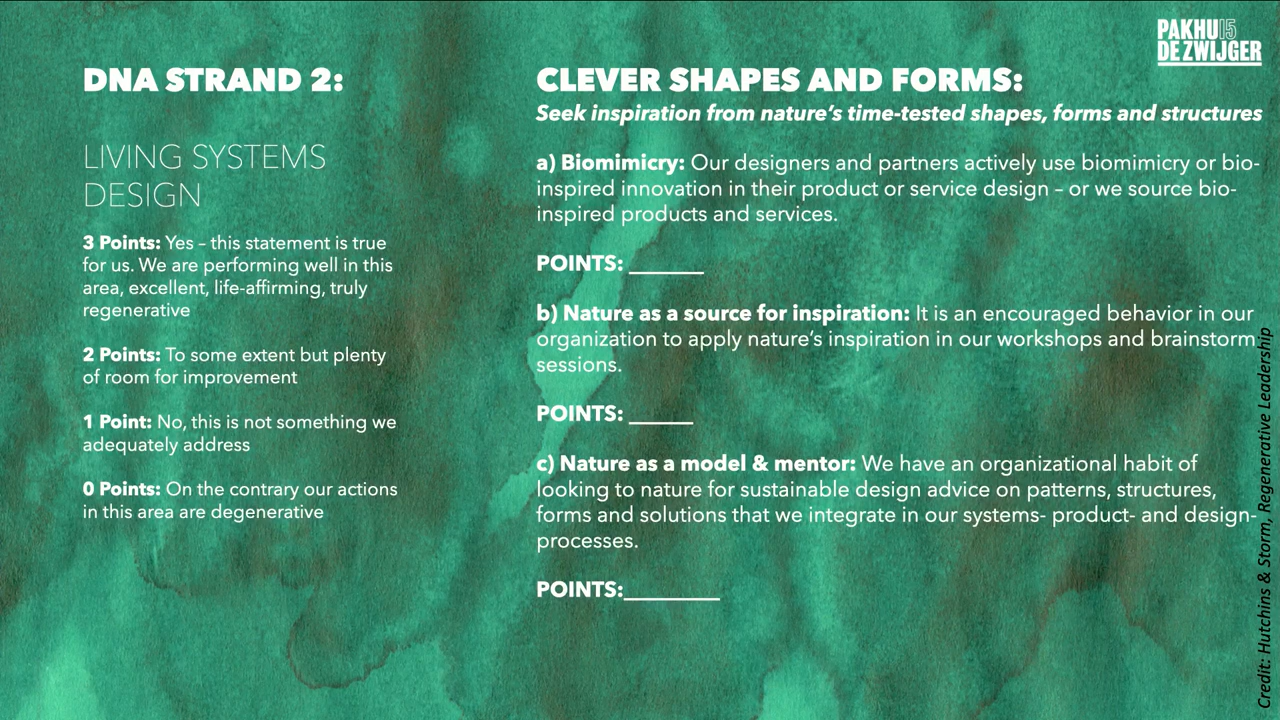 PAKHUIS
DE ZWIJGER
DNA STRAND 2:
LIVING SYSTEMS
DESIGN
3 Points: Yes – this statement is true
for us. We are performing well in this
area, excellent, life-affirming, truly
regenerative
2 Points: To some extent but plenty
of room for improvement
1 Point: No, this is not something we
adequately address
0 Points: On the contrary our actions
in this area are degenerative
CLEVER SHAPES AND FORMS:
Seek inspiration from nature's time-tested shapes, forms and structures
a) Biomimicry: Our designers and partners actively use biomimicry or bio-
inspired innovation in their product or service design – or we source bio-
inspired products and services.
POINTS: _______
b) Nature as a source for inspiration: It is an encouraged behavior in our
organization to apply nature's inspiration in our workshops and brainstorm
sessions.
POINTS: ______
c) Nature as a model & mentor: We have an organizational habit of
looking to nature for sustainable design advice on patterns, structures,
forms and solutions that we integrate in our systems- product- and design-
processes.
POINTS:_________
Credit: Hutchins & Storm, Regenerative Leadership